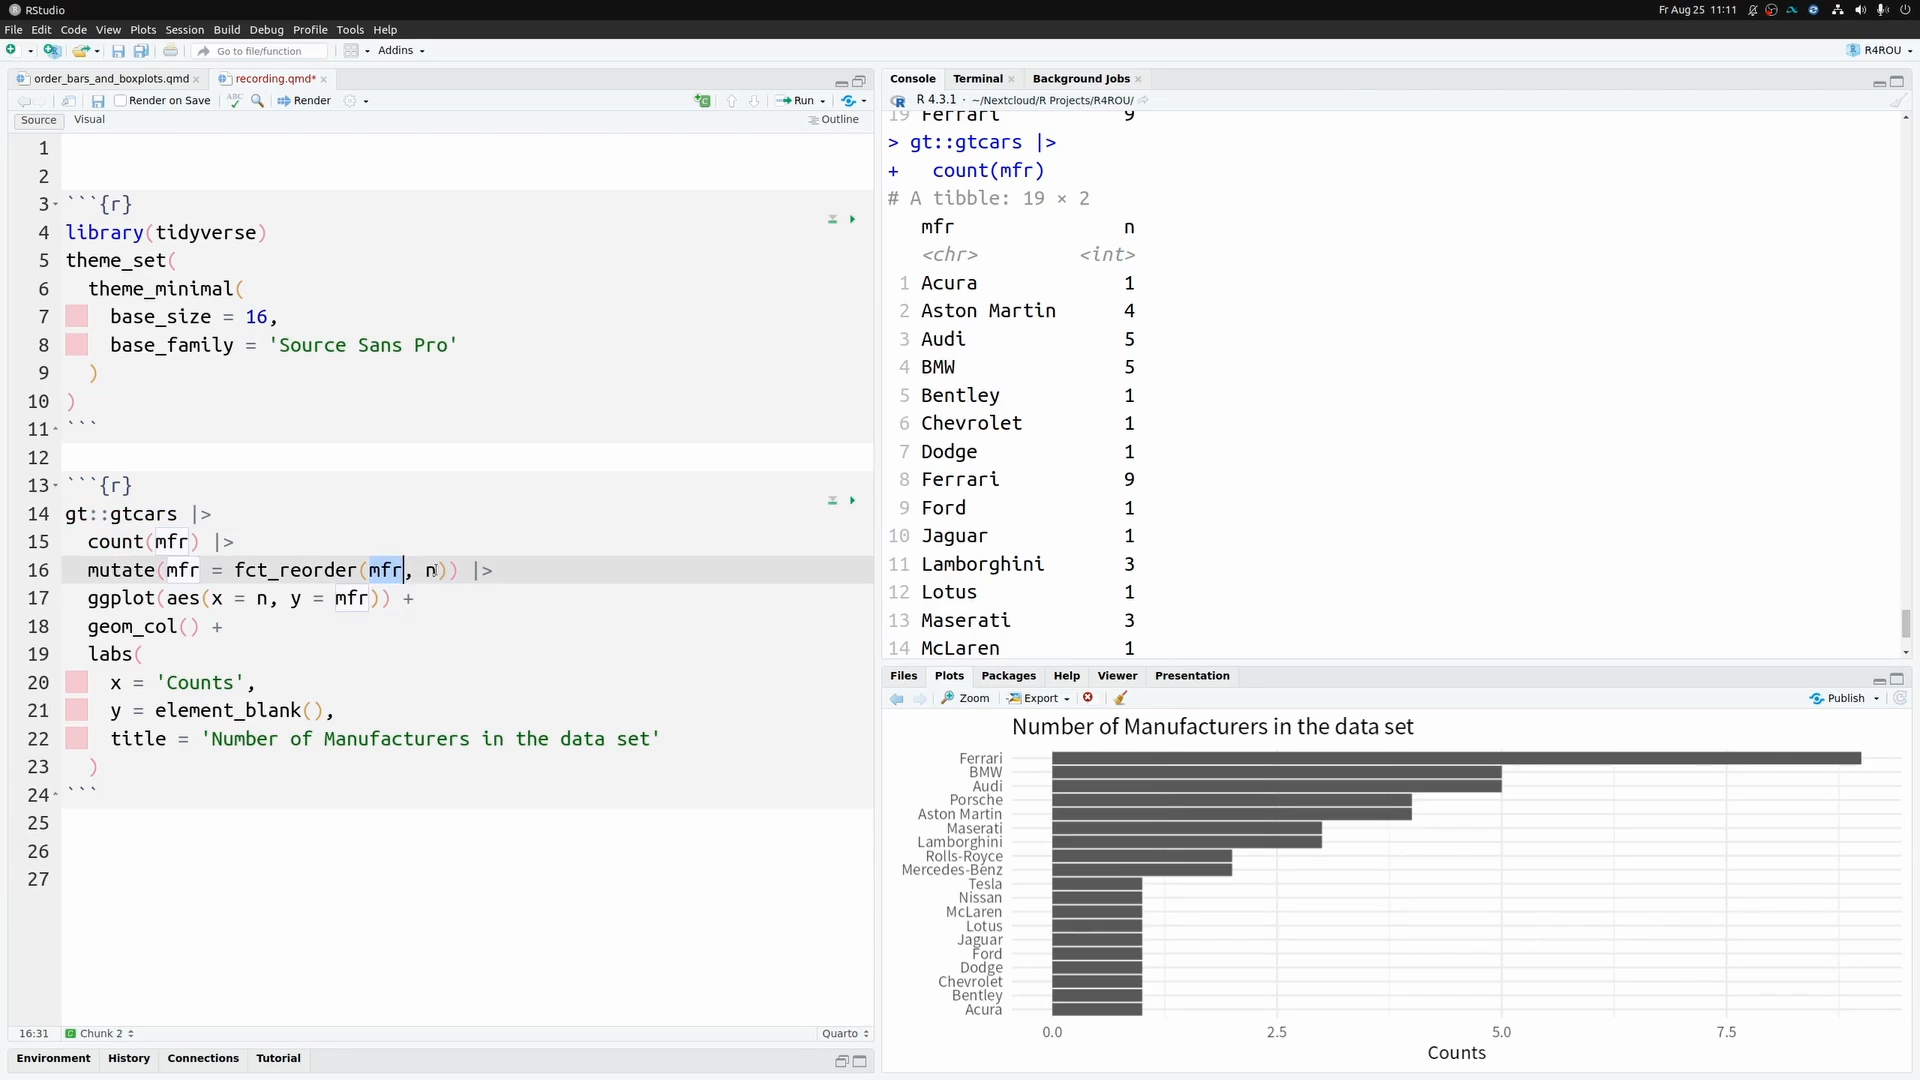 RStudio
Fr Aug 25 11:11
File Edit Code View Plots Session Build Debug Profile Tools Help
Go to file/function
Addins
R4ROU
order_bars_and_boxplots.qmd
recording.qmd*
Render on Save
Render
Run
Source Visual
Outline
1
2
3 ```{r}
4 library(tidyverse)
5 theme_set(
6 theme_minimal(
7 base_size = 16,
8 base_family = 'Source Sans Pro'
9 )
10 )
11 ```
12
13 ```{r}
14 gt::gtcars |>
15 count(mfr) |>
16 mutate(mfr = fct_reorder(mfr, n)) |>
17 ggplot(aes(x = n, y = mfr)) +
18 geom_col() +
19 labs(
20 x = 'Counts',
21 y = element_blank(),
22 title = 'Number of Manufacturers in the data set'
23 )
24 ```
25
26
27
16:31 Chunk 2 Quarto
Environment History Connections Tutorial
Console Terminal Background Jobs
R 4.3.1 · ~/Nextcloud/R Projects/R4ROU/
19 Ferrari 9
> gt::gtcars |>
+ count(mfr)
# A tibble: 19 × 2
mfr n
<chr> <int>
1 Acura 1
2 Aston Martin 4
3 Audi 5
4 BMW 5
5 Bentley 1
6 Chevrolet 1
7 Dodge 1
8 Ferrari 9
9 Ford 1
10 Jaguar 1
11 Lamborghini 3
12 Lotus 1
13 Maserati 3
14 McLaren 1
Files Plots Packages Help Viewer Presentation
Zoom Export Publish
Number of Manufacturers in the data set
Ferrari
BMW
Audi
Porsche
Aston Martin
Maserati
Lamborghini
Rolls-Royce
Mercedes-Benz
Tesla
Nissan
McLaren
Lotus
Jaguar
Ford
Dodge
Chevrolet
Bentley
Acura
0.0 2.5 5.0 7.5
Counts